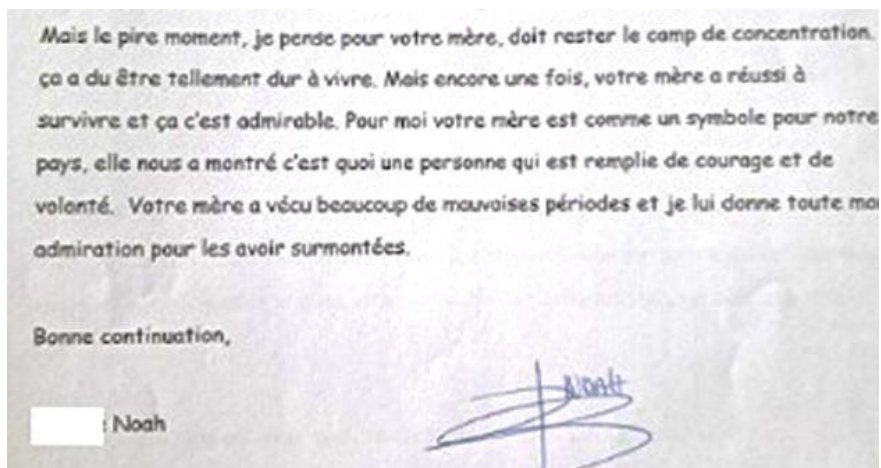 Mais le pire moment, je pense pour votre mère, doit rester le camp de concentration.
ça a du être tellement dur à vivre. Mais encore une fois, votre mère a réussi à
survivre et ça c'est admirable. Pour moi votre mère est comme un symbole pour notre
pays, elle nous a montré c'est quoi une personne qui est remplie de courage et de
volonté. Votre mère a vécu beaucoup de mauvaises périodes et je lui donne toute
admiration pour les avoir surmontées.
Bonne continuation,
NOAH
Noah